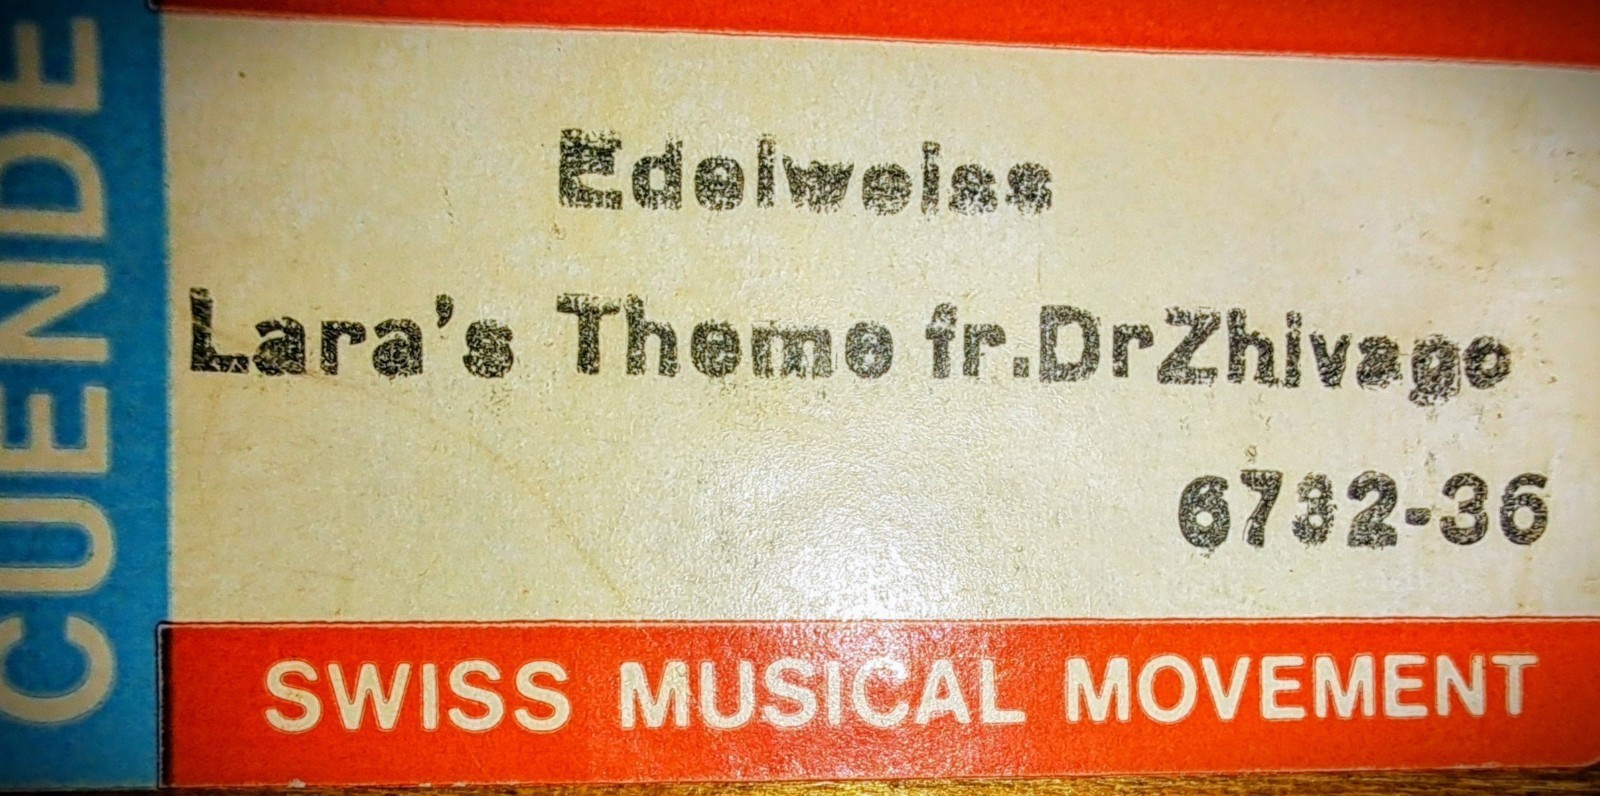 CUENDE
Edelweiss
Lara's Theme fr.DrZhivago
6732-36
SWISS MUSICAL MOVEMENT